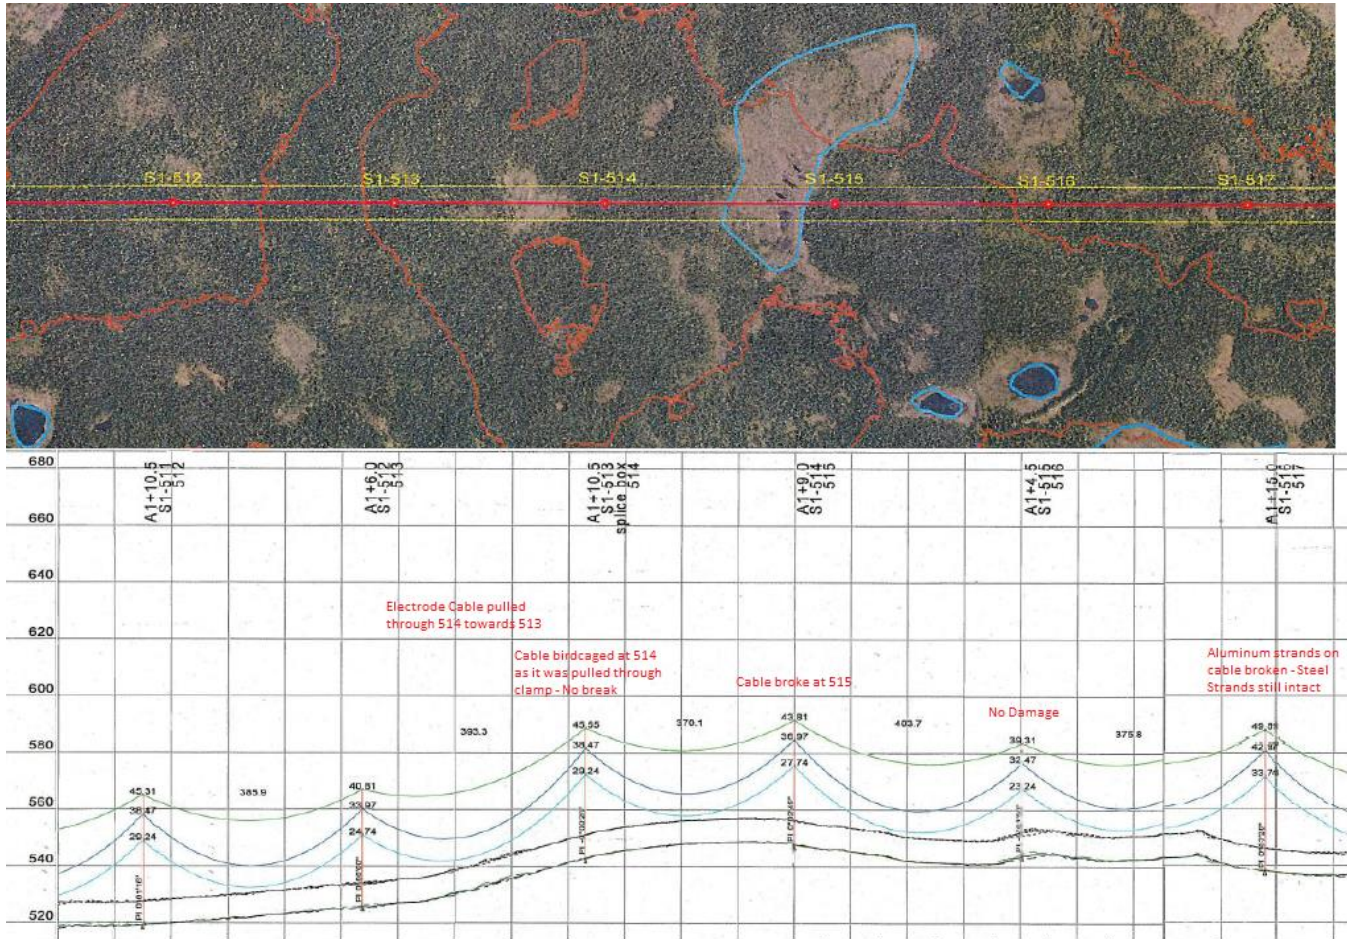 S1-512
S1-513
S1-514
S1-515
S1-516
S1-517
680
660
640
620
600
580
560
540
520
A1+10.5
S1-511
512
A1+6.0
S1-512
513
A1+10.5
S1-513
splice box
514
A1+9.0
S1-514
515
A1+4.5
S1-515
516
A1+15.0
S1-516
517
Electrode Cable pulled
through 514 towards 513
Cable birdcaged at 514
as it was pulled through
clamp - No break
Cable broke at 515
No Damage
Aluminum strands on
cable broken - Steel
Strands still intact
45.31
38.47
29.24
385.9
40.81
33.97
24.74
393.3
45.55
38.47
29.24
370.1
43.81
36.97
27.74
403.7
39.31
32.47
23.24
375.8
42.97
33.76